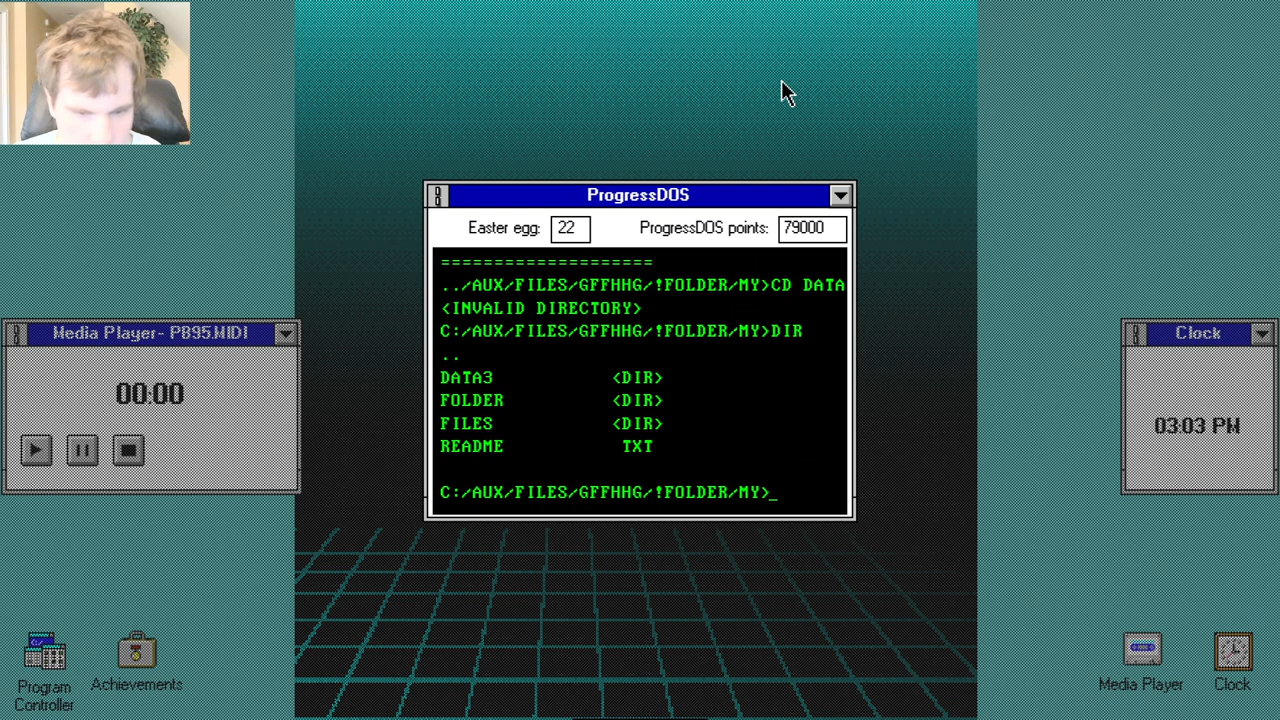 ProgressDOS
Easter egg: 22 ProgressDOS points: 79000
====================
../AUX/FILES/GFFHHG/!FOLDER/MY>CD DATA
<INVALID DIRECTORY>
C:/AUX/FILES/GFFHHG/!FOLDER/MY>DIR
..
DATA3 <DIR>
FOLDER <DIR>
FILES <DIR>
README TXT
C:/AUX/FILES/GFFHHG/!FOLDER/MY>_
Media Player- PB95.MIDI
00:00
Clock
03:03 PM
Program
Controller
Achievements
Media Player
Clock